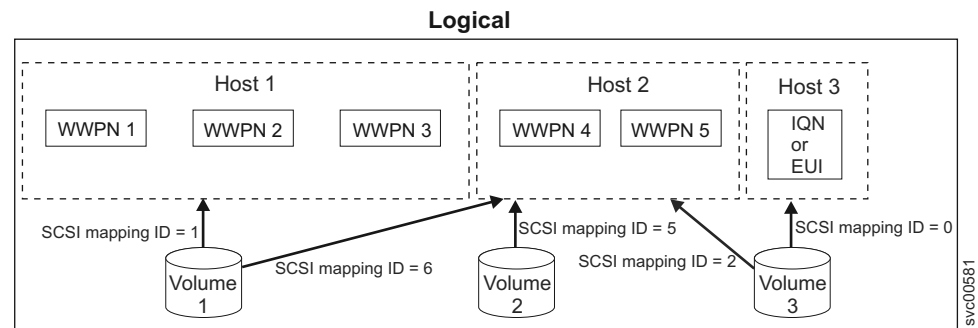 Logical
Host 1
Host 2
Host 3
WWPN 1
WWPN 2
WWPN 3
WWPN 4
WWPN 5
IQN
or
EUI
SCSI mapping ID = 1
SCSI mapping ID = 6
SCSI mapping ID = 5
SCSI mapping ID = 2
SCSI mapping ID = 0
Volume
1
Volume
2
Volume
3
svc00581